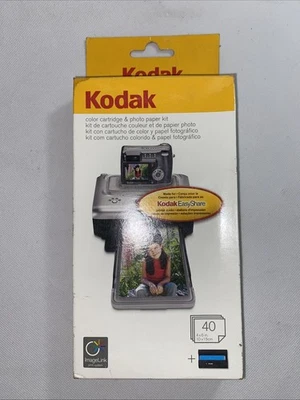 Kodak
color cartridge & photo paper kit
kit de cartouche couleur et de papier photo
kit con cartucho de color y papel fotográfico
kit com cartucho colorido & papel fotográfico
Kodak EasyShare
40
ImageLink
+